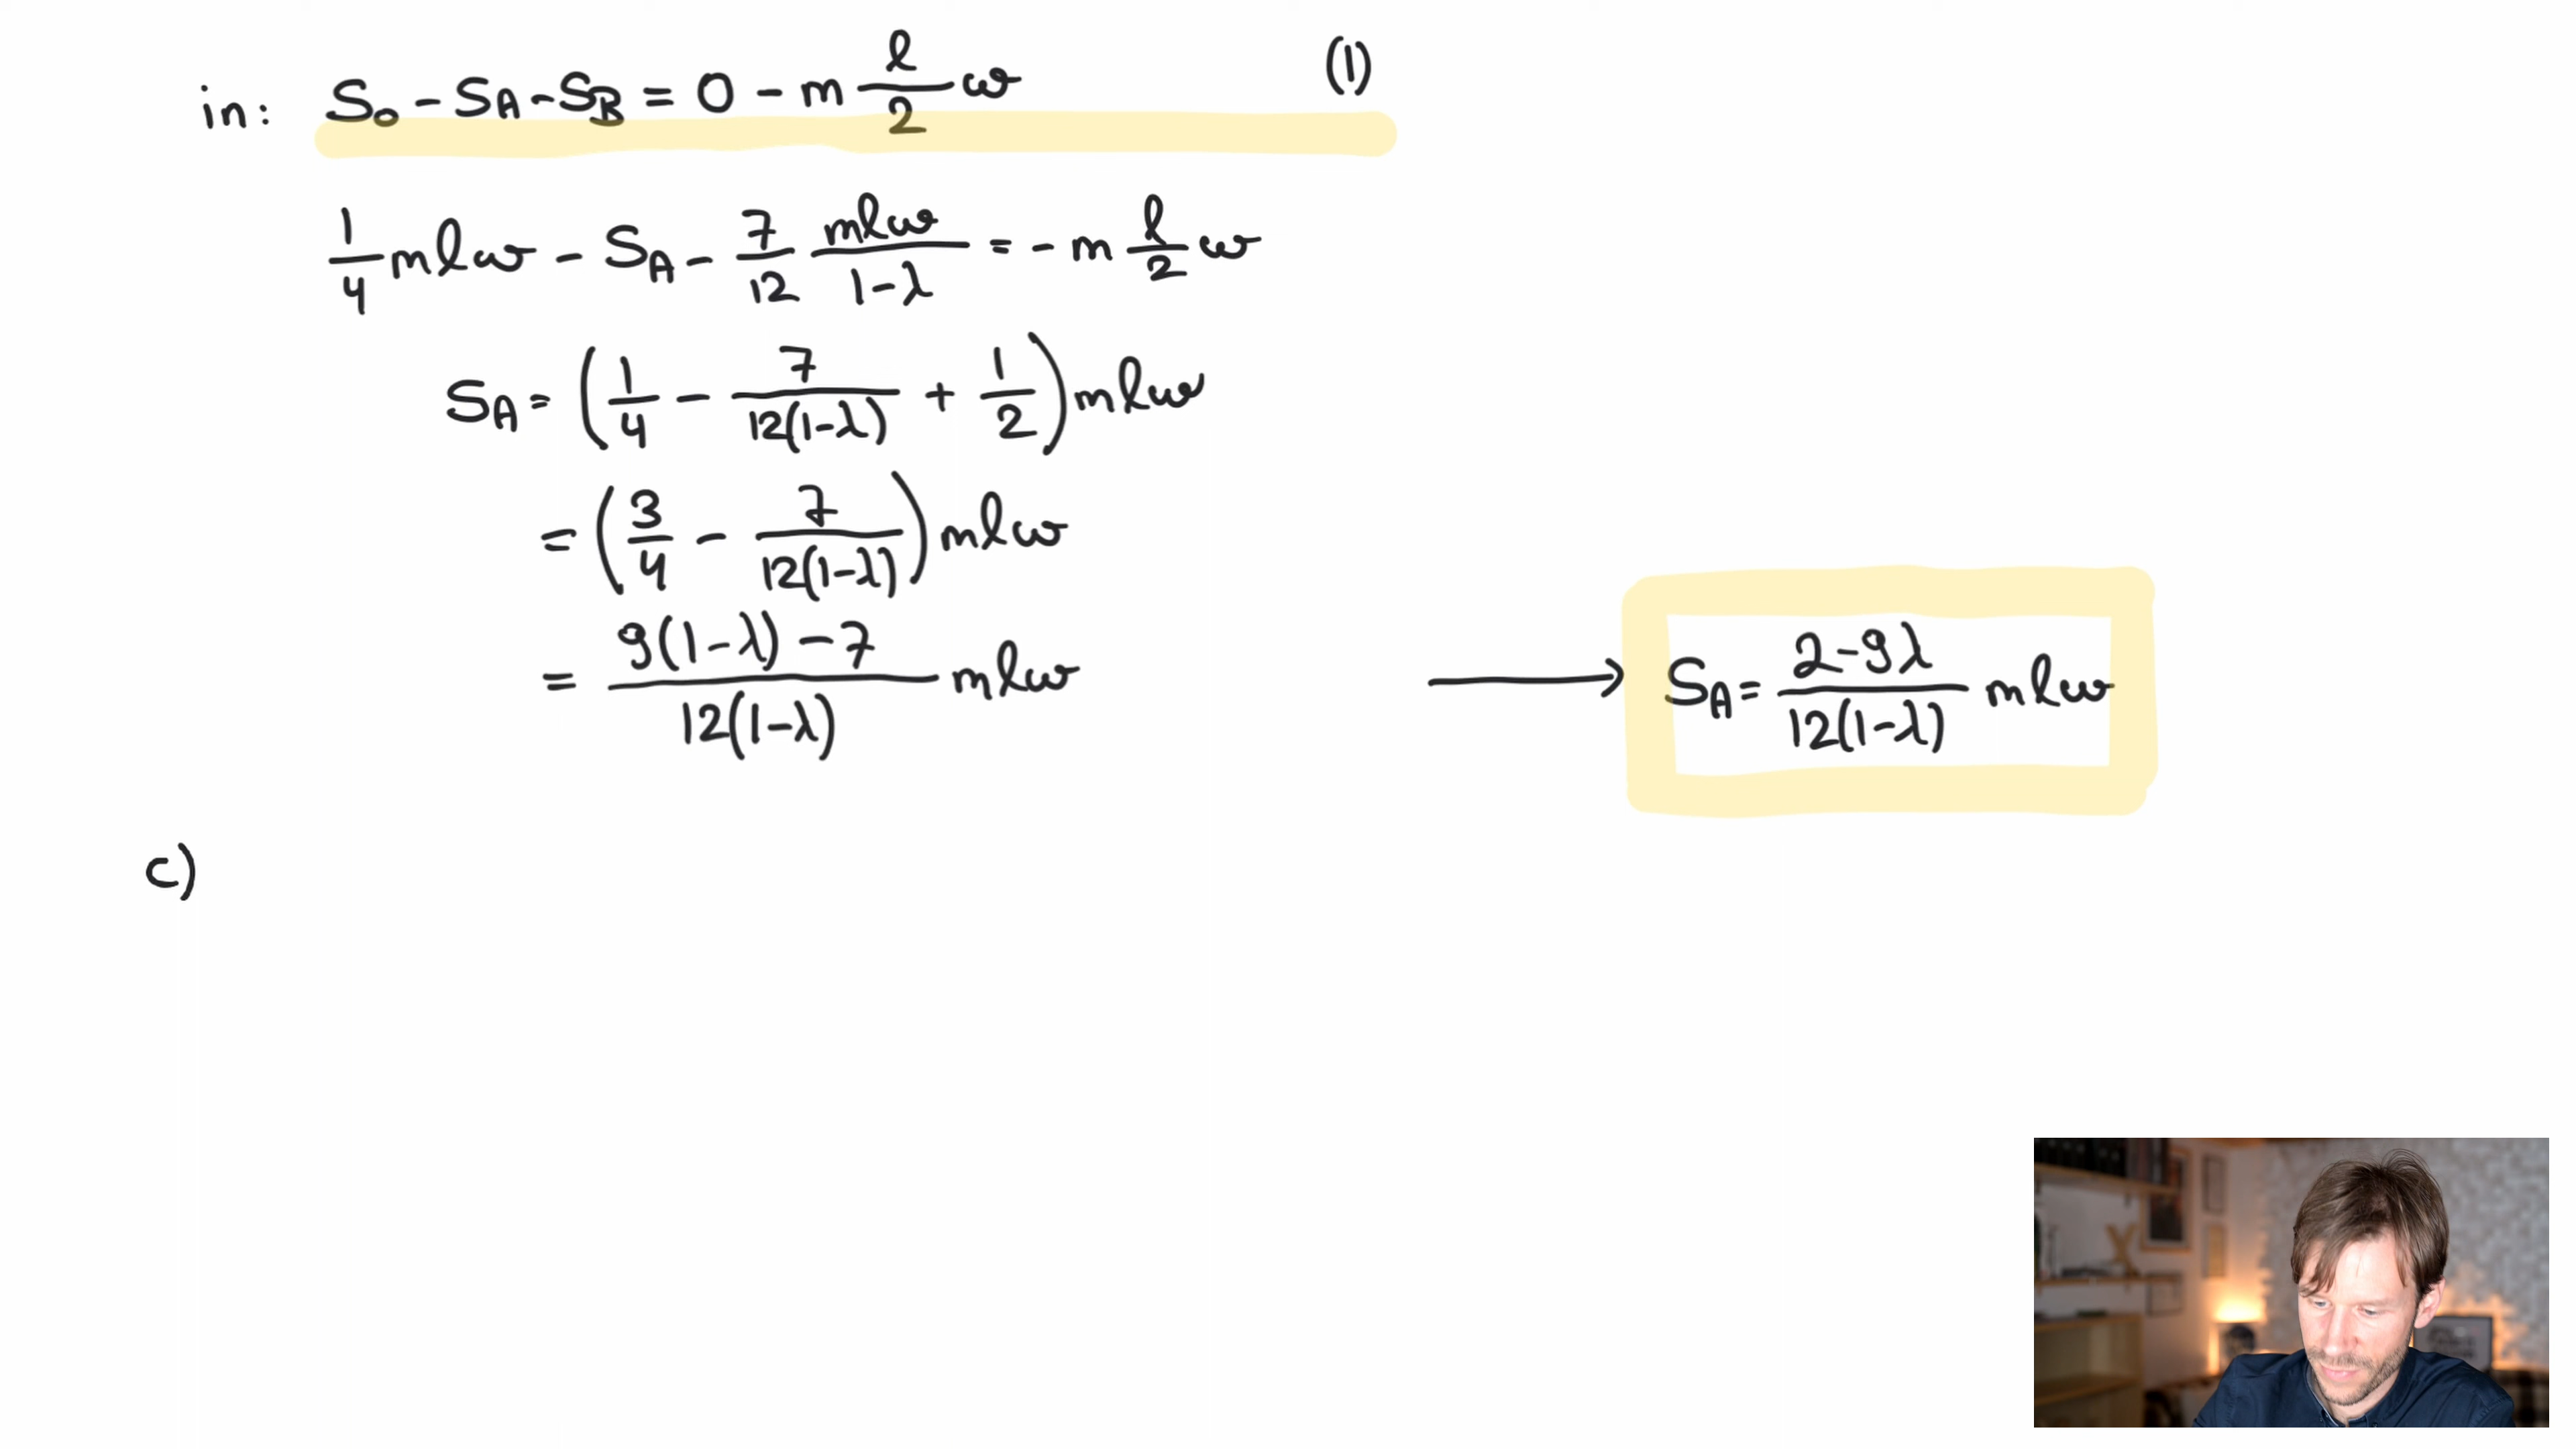 in: S₀ - S_A - S_B = 0 - m l/2 ω (1)
1/4 mlω - S_A - 7/12 mlω/(1-λ) = - m l/2 ω
S_A = (1/4 - 7/(12(1-λ)) + 1/2) mlω
= (3/4 - 7/(12(1-λ))) mlω
= (9(1-λ) - 7)/(12(1-λ)) mlω → S_A = (2-9λ)/(12(1-λ)) mlω
c)